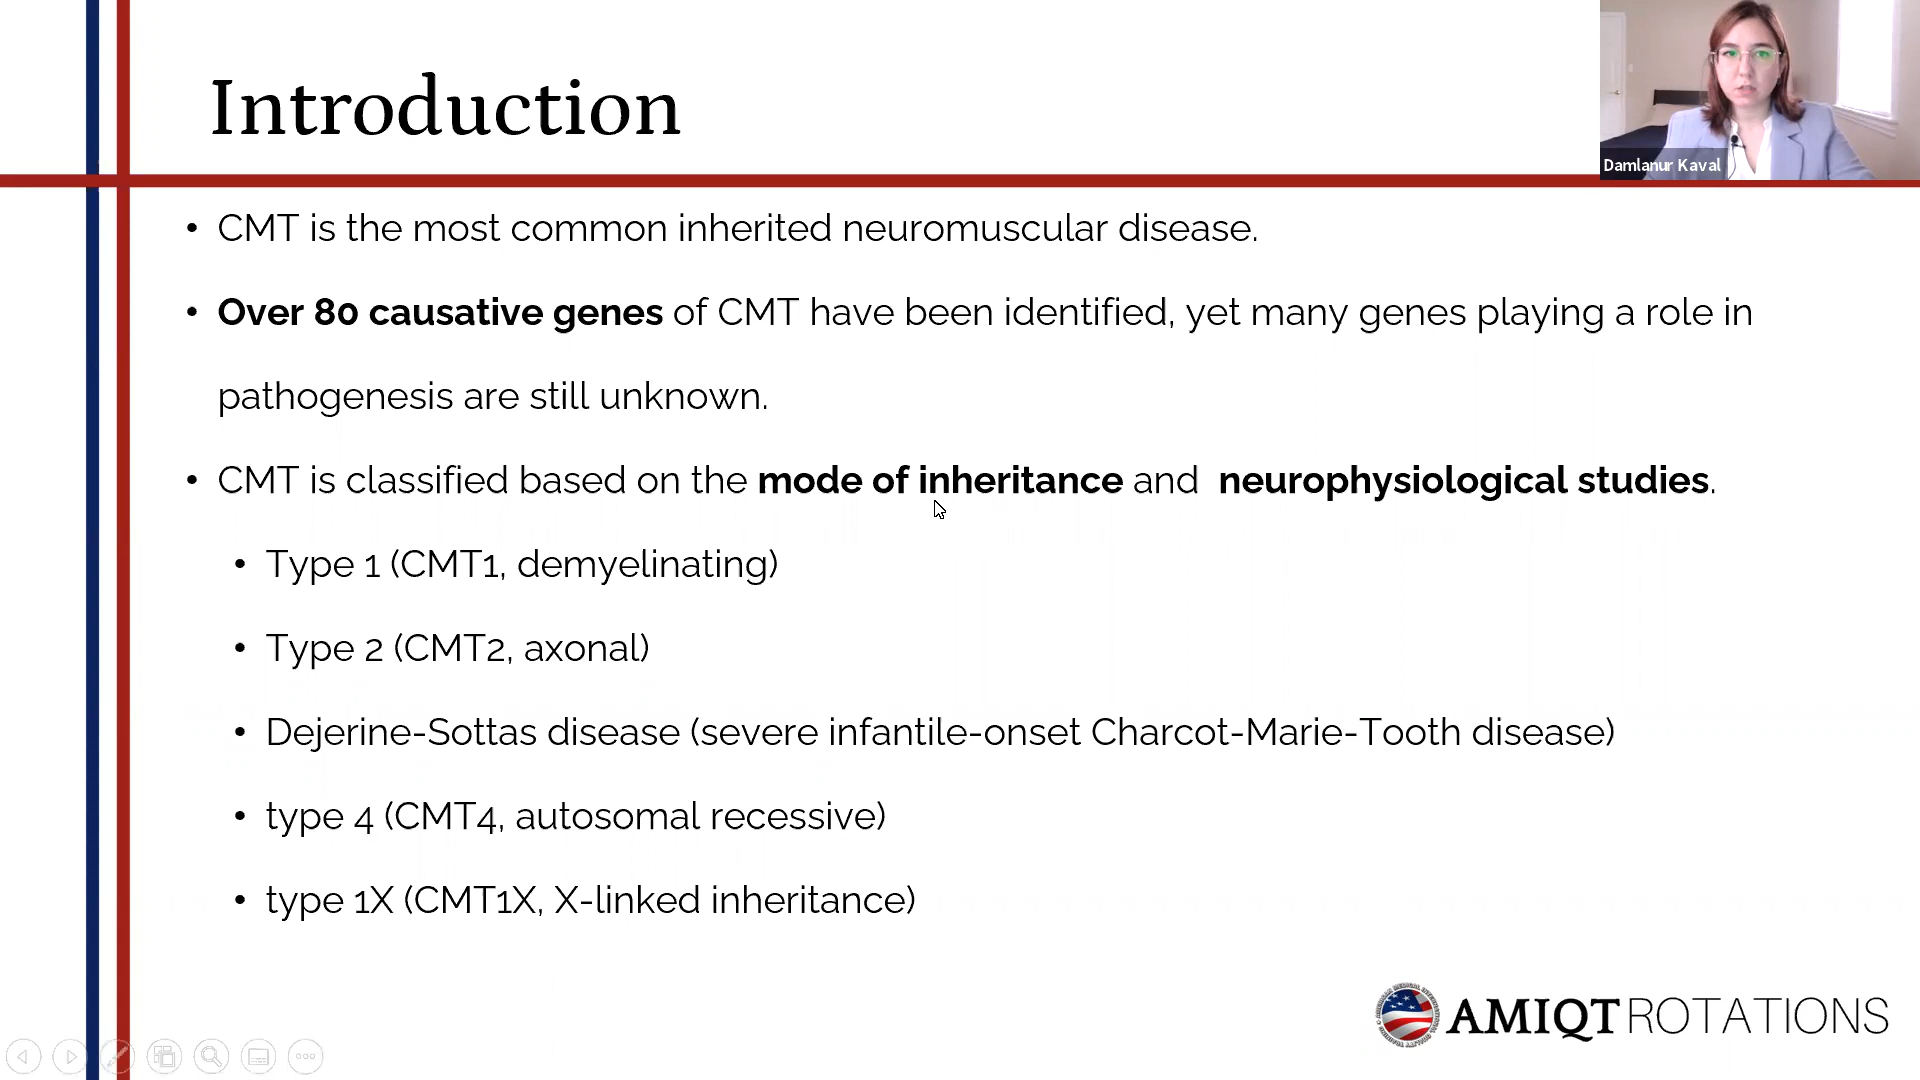 Introduction
Damlanur Kaval
• CMT is the most common inherited neuromuscular disease.
• Over 80 causative genes of CMT have been identified, yet many genes playing a role in
pathogenesis are still unknown.
• CMT is classified based on the mode of inheritance and neurophysiological studies.
• Type 1 (CMT1, demyelinating)
• Type 2 (CMT2, axonal)
• Dejerine-Sottas disease (severe infantile-onset Charcot-Marie-Tooth disease)
• type 4 (CMT4, autosomal recessive)
• type 1X (CMT1X, X-linked inheritance)
AMIQT ROTATIONS